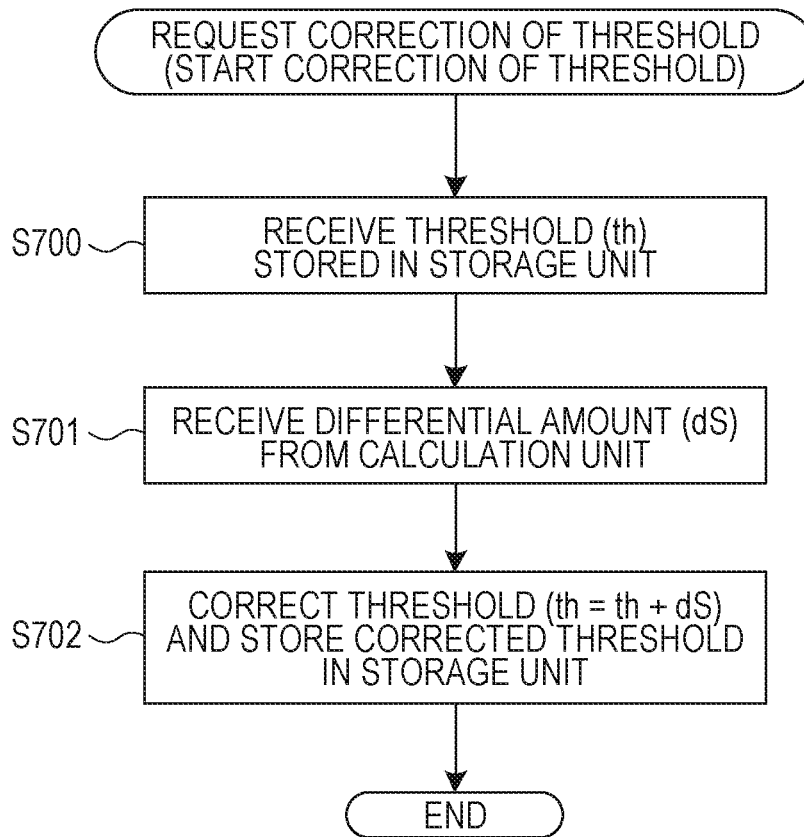 REQUEST CORRECTION OF THRESHOLD
(START CORRECTION OF THRESHOLD)
S700
RECEIVE THRESHOLD (th)
STORED IN STORAGE UNIT
S701
RECEIVE DIFFERENTIAL AMOUNT (dS)
FROM CALCULATION UNIT
S702
CORRECT THRESHOLD (th = th + dS)
AND STORE CORRECTED THRESHOLD
IN STORAGE UNIT
END